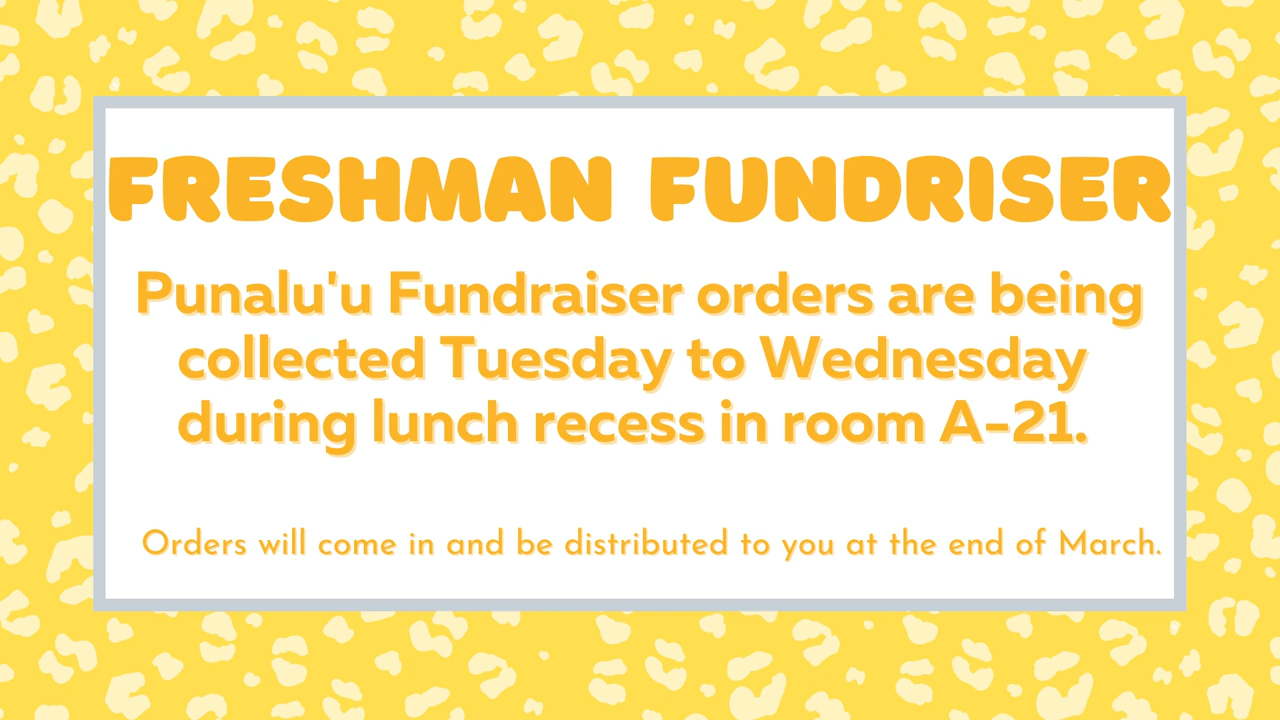 FRESHMAN FUNDRISER
Punalu'u Fundraiser orders are being
collected Tuesday to Wednesday
during lunch recess in room A-21.
Orders will come in and be distributed to you at the end of March.